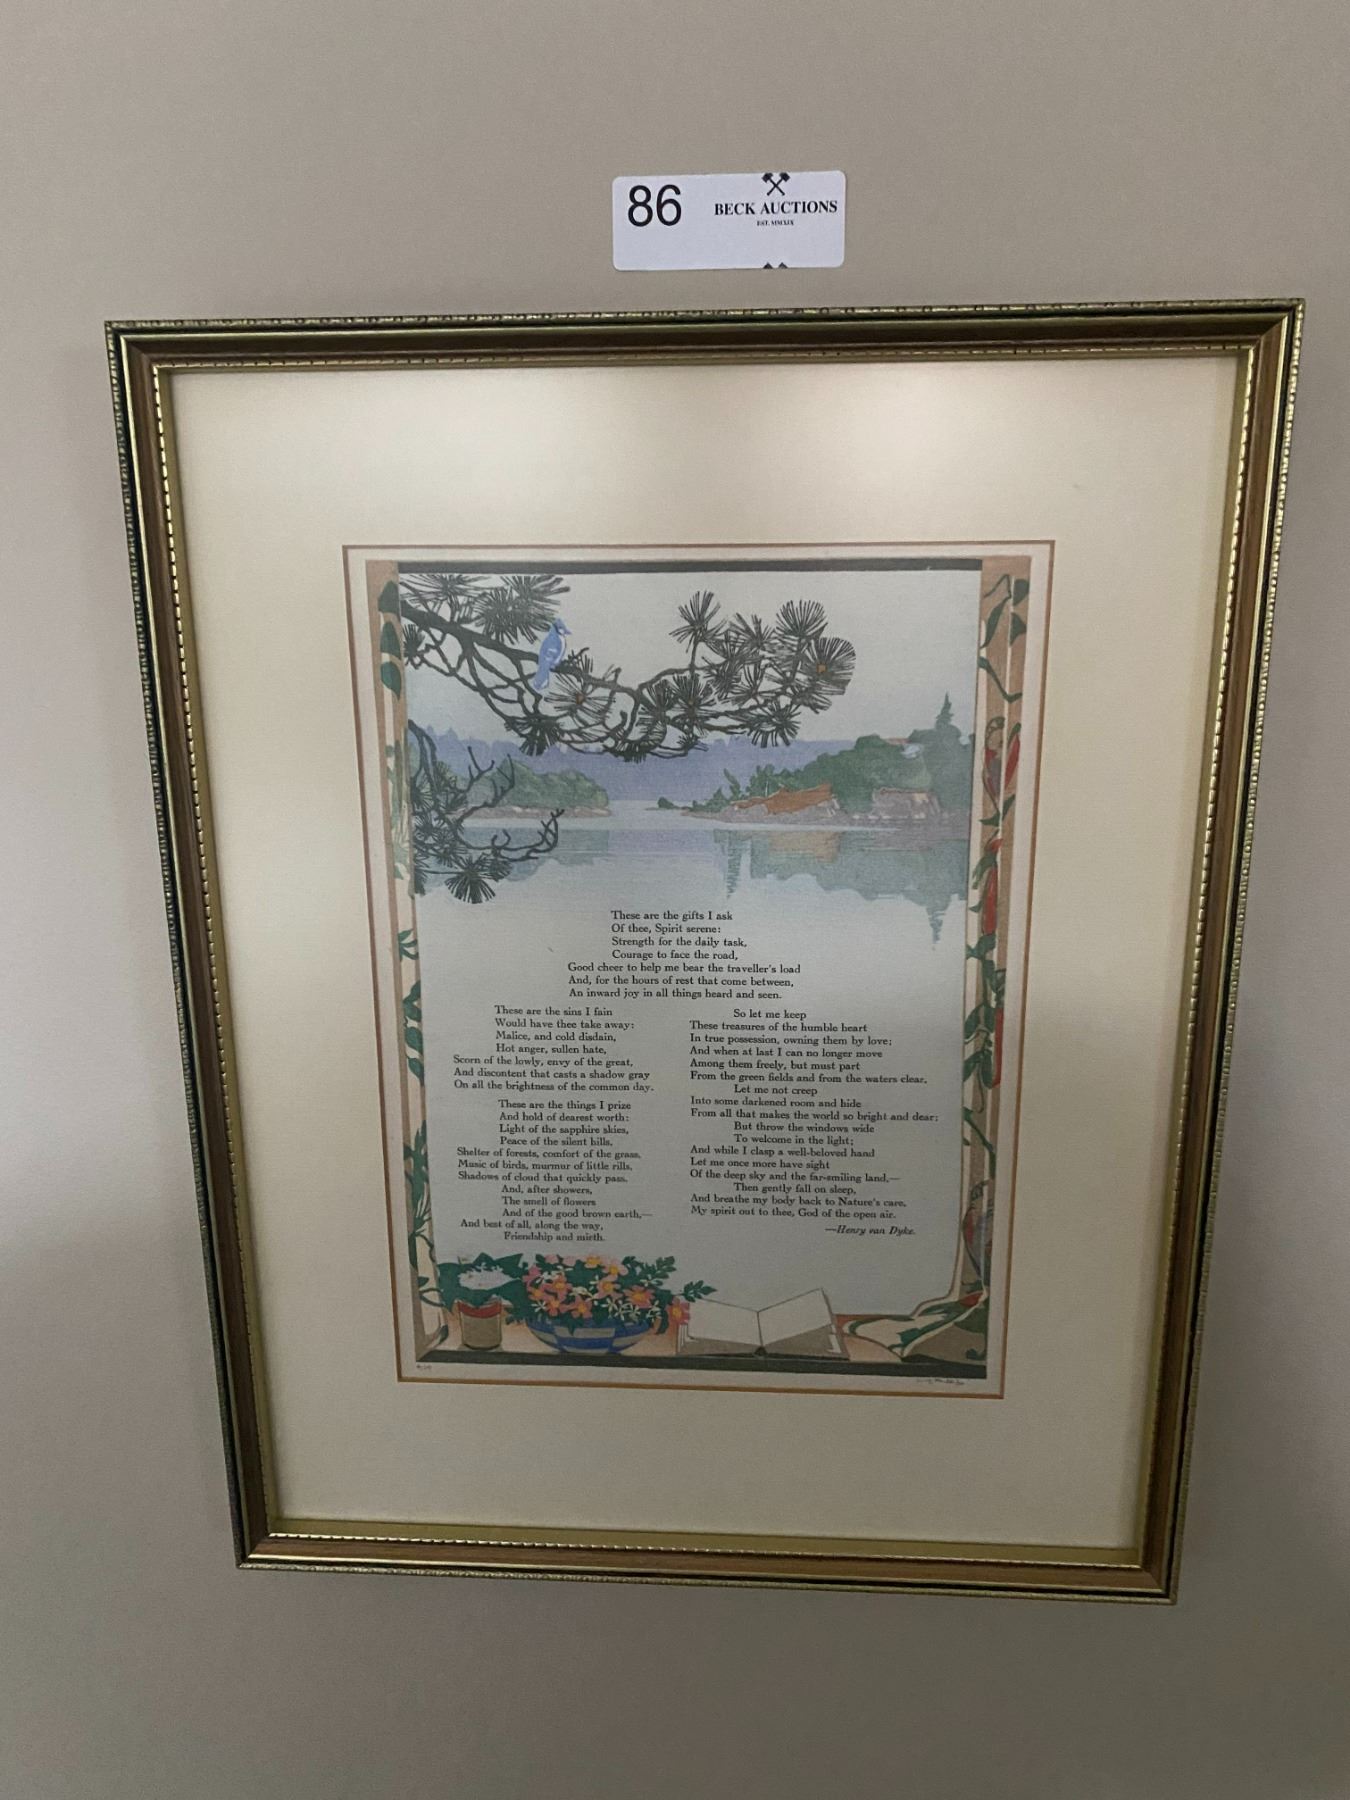 86
BECK AUCTIONS
EST. MMXIX
These are the gifts I ask
Of thee, Spirit serene:
Strength for the daily task,
Courage to face the road,
Good cheer to help me bear the traveller's load
And, for the hours of rest that come between,
An inward joy in all things heard and seen.
These are the sins I fain
Would have thee take away:
Malice, and cold disdain,
Hot anger, sullen hate,
Scorn of the lowly, envy of the great,
And discontent that casts a shadow gray
On all the brightness of the common day.
These are the things I prize
And hold of dearest worth:
Light of the sapphire skies,
Peace of the silent hills,
Shelter of forests, comfort of the grass,
Music of birds, murmur of little rills,
Shadows of cloud that quickly pass,
And, after showers,
The smell of flowers
And of the good brown earth,—
And best of all, along the way,
Friendship and mirth.
So let me keep
These treasures of the humble heart
In true possession, owning them by love;
And when at last I can no longer move
Among them freely, but must part
From the green fields and from the waters clear,
Let me not creep
Into some darkened room and hide
From all that makes the world so bright and dear;
But throw the windows wide
To welcome in the light;
And while I clasp a well-beloved hand
Let me once more have sight
Of the deep sky and the far-smiling land,—
Then gently fall on sleep,
And breathe my body back to Nature's care,
My spirit out to thee, God of the open air.
—Henry van Dyke.